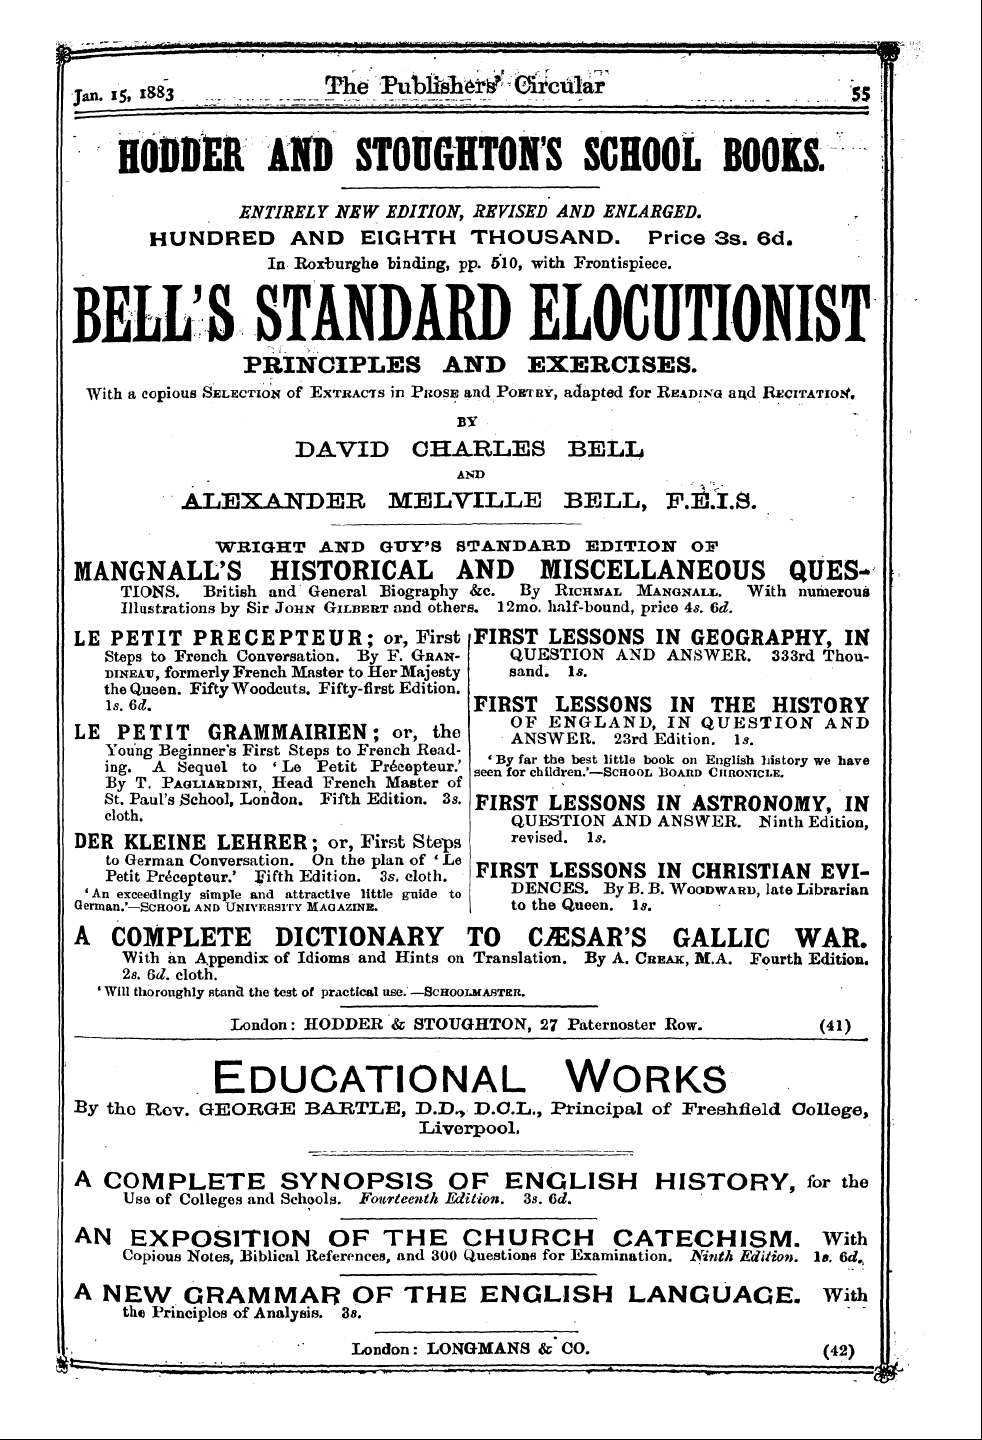 Jan. 15, 1883 The Publishers' Circular 55
HODDER AND STOUGHTON'S SCHOOL BOOKS.
ENTIRELY NEW EDITION, REVISED AND ENLARGED.
HUNDRED AND EIGHTH THOUSAND. Price 3s. 6d.
In Roxburghe binding, pp. 510, with Frontispiece.
BELL'S STANDARD ELOCUTIONIST
PRINCIPLES AND EXERCISES.
With a copious SELECTION of EXTRACTS in PROSE and POETRY, adapted for READING and RECITATION.
BY
DAVID CHARLES BELL
AND
ALEXANDER MELVILLE BELL, F.E.I.S.
WRIGHT AND GUY'S STANDARD EDITION OF
MANGNALL'S HISTORICAL AND MISCELLANEOUS QUES-
TIONS. British and General Biography &c. By RICHMAL MANGNALL. With numerous
Illustrations by Sir JOHN GILBERT and others. 12mo. half-bound, price 4s. 6d.
LE PETIT PRECEPTEUR; or, First
Steps to French Conversation. By F. GRAN-
DINEAU, formerly French Master to Her Majesty
the Queen. Fifty Woodcuts. Fifty-first Edition.
1s. 6d.
LE PETIT GRAMMAIRIEN; or, the
Young Beginner's First Steps to French Read-
ing. A Sequel to 'Le Petit Précepteur.'
By T. PAGLIARDINI, Head French Master of
St. Paul's School, London. Fifth Edition. 3s.
cloth.
DER KLEINE LEHRER; or, First Steps
to German Conversation. On the plan of 'Le
Petit Précepteur.' Fifth Edition. 3s. cloth.
'An exceedingly simple and attractive little guide to
German.'—SCHOOL AND UNIVERSITY MAGAZINE.
FIRST LESSONS IN GEOGRAPHY, IN
QUESTION AND ANSWER. 333rd Thou-
sand. 1s.
FIRST LESSONS IN THE HISTORY
OF ENGLAND, IN QUESTION AND
ANSWER. 23rd Edition. 1s.
'By far the best little book on English history we have
seen for children.'—SCHOOL BOARD CHRONICLE.
FIRST LESSONS IN ASTRONOMY, IN
QUESTION AND ANSWER. Ninth Edition,
revised. 1s.
FIRST LESSONS IN CHRISTIAN EVI-
DENCES. By B. B. WOODWARD, late Librarian
to the Queen. 1s.
A COMPLETE DICTIONARY TO CÆSAR'S GALLIC WAR.
With an Appendix of Idioms and Hints on Translation. By A. CREAK, M.A. Fourth Edition.
2s. 6d. cloth.
'Will thoroughly stand the test of practical use.'—SCHOOLMASTER.
London: HODDER & STOUGHTON, 27 Paternoster Row. (41)
EDUCATIONAL WORKS
By the Rev. GEORGE BARTLE, D.D., D.C.L., Principal of Freshfield College,
Liverpool.
A COMPLETE SYNOPSIS OF ENGLISH HISTORY, for the
Use of Colleges and Schools. Fourteenth Edition. 3s. 6d.
AN EXPOSITION OF THE CHURCH CATECHISM. With
Copious Notes, Biblical References, and 300 Questions for Examination. Ninth Edition. 1s. 6d.
A NEW GRAMMAR OF THE ENGLISH LANGUAGE. With
the Principles of Analysis. 3s.
London: LONGMANS & CO. (42)